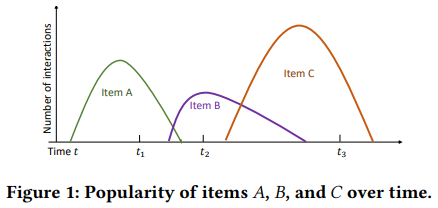 Number of interactions
Item A
Item B
Item C
Time t
t1
t2
t3
Figure 1: Popularity of items A, B, and C over time.